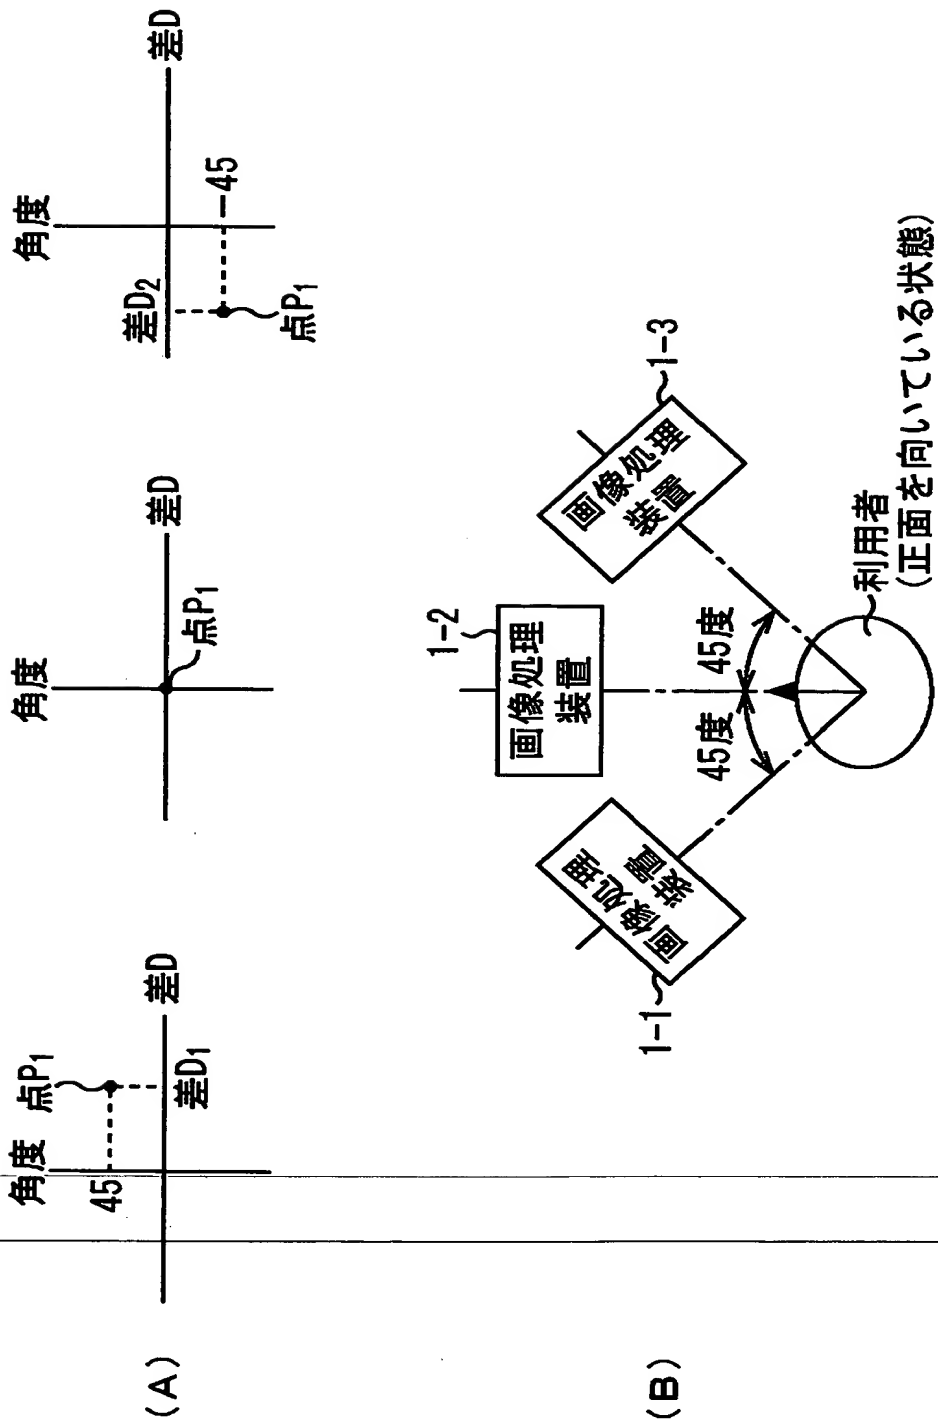 (A)
角度
点P1
45
差D1
差D
角度
点P1
差D
角度
差D2
-45
点P1
差D
(B)
1-1
画像処理
装置
1-2
画像処理
装置
1-3
画像処理
装置
45度
45度
利用者
(正面を向いている状態)